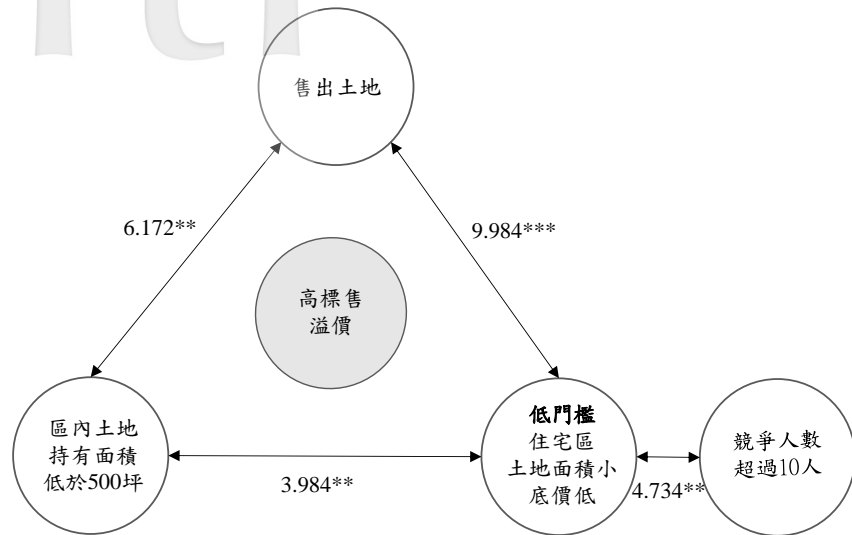 售出土地
6.172**
9.984***
高標售
溢價
區內土地
持有面積
低於500坪
3.984**
低門檻
住宅區
土地面積小
底價低
4.734**
競爭人數
超過10人